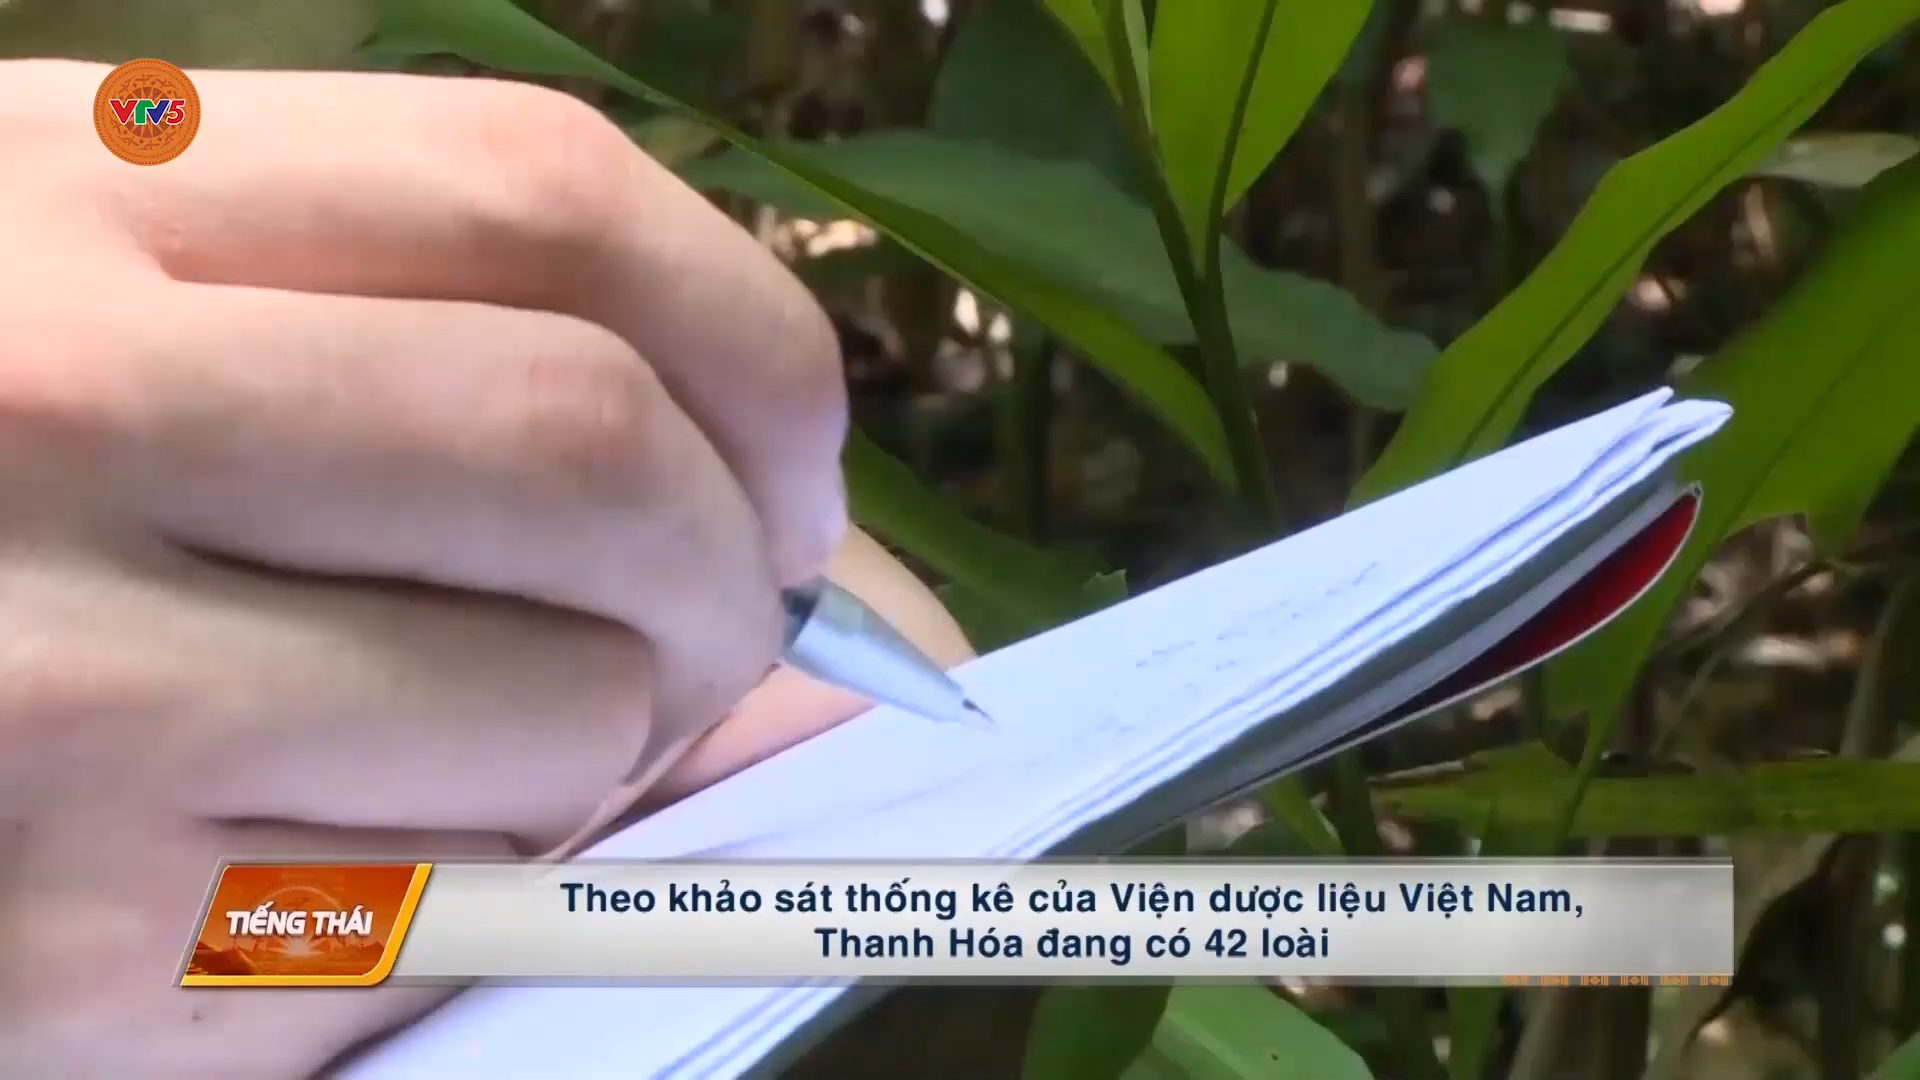 VTV5
TIẾNG THÁI
Theo khảo sát thống kê của Viện dược liệu Việt Nam,
Thanh Hóa đang có 42 loài